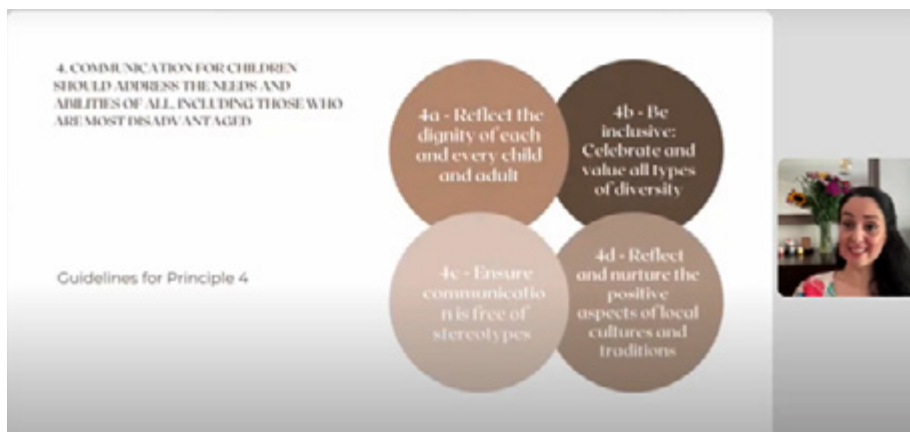 4. COMMUNICATION FOR CHILDREN
SHOULD ADDRESS THE NEEDS AND
ABILITIES OF ALL, INCLUDING THOSE WHO
ARE MOST DISADVANTAGED
Guidelines for Principle 4
4a - Reflect the
dignity of each
and every child
and adult
4b - Be
inclusive:
Celebrate and
value all types
of diversity
4c - Ensure
communicatio
n is free of
stereotypes
4d - Reflect
and nurture the
positive
aspects of local
cultures and
traditions